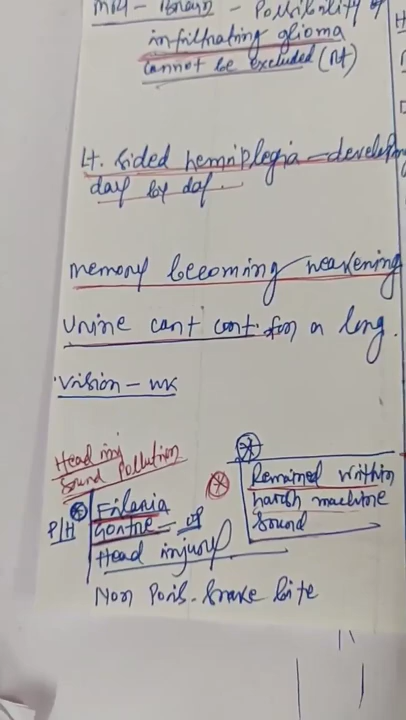 MRI - Brain - Possibility of
infiltrating glioma
cannot be excluded (Rt)
Lt. sided hemiplegia - develop
day by day.
memory becoming weakening
Urine cant cont. for a long.
Vision - wk
Head inj
Sound Pollution
P/H Filaria
Goitre - op
Head injury
Non Pois. Snake bite
Remained within
harsh machine
Sound